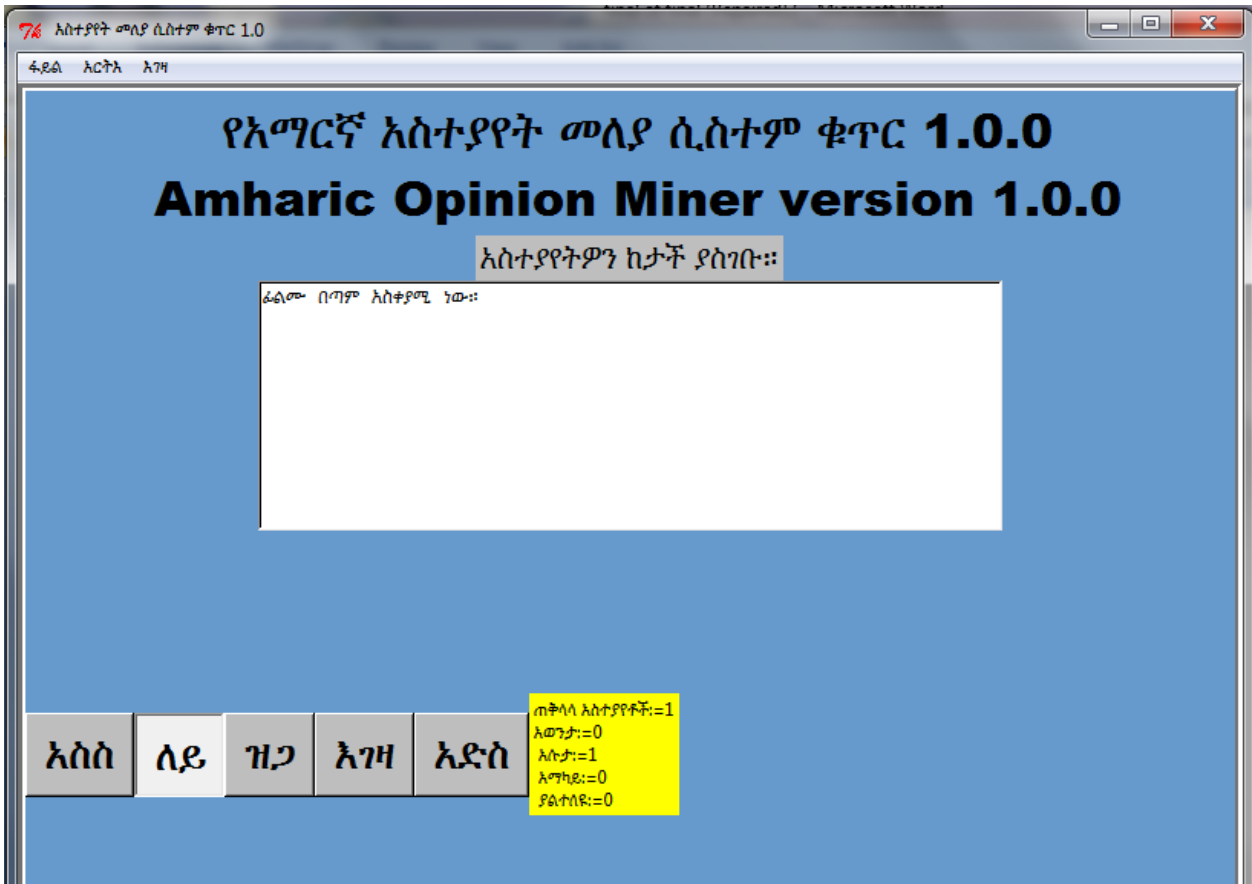 አስተያየት መለያ ሲስተም ቁጥር 1.0
ፋይል እርትእ እገዛ
የአማርኛ አስተያየት መለያ ሲስተም ቁጥር 1.0.0
Amharic Opinion Miner version 1.0.0
አስተያየትዎን ከታች ያስገቡ።
ፊልሙ በጣም አስቀያሚ ነው።
አስስ ለይ ዝጋ እገዛ አድስ
ጠቅላላ አስተያየቶች:=1
አወንታ:=0
አሉታ:=1
አማካይ:=0
ያልተለዩ:=0